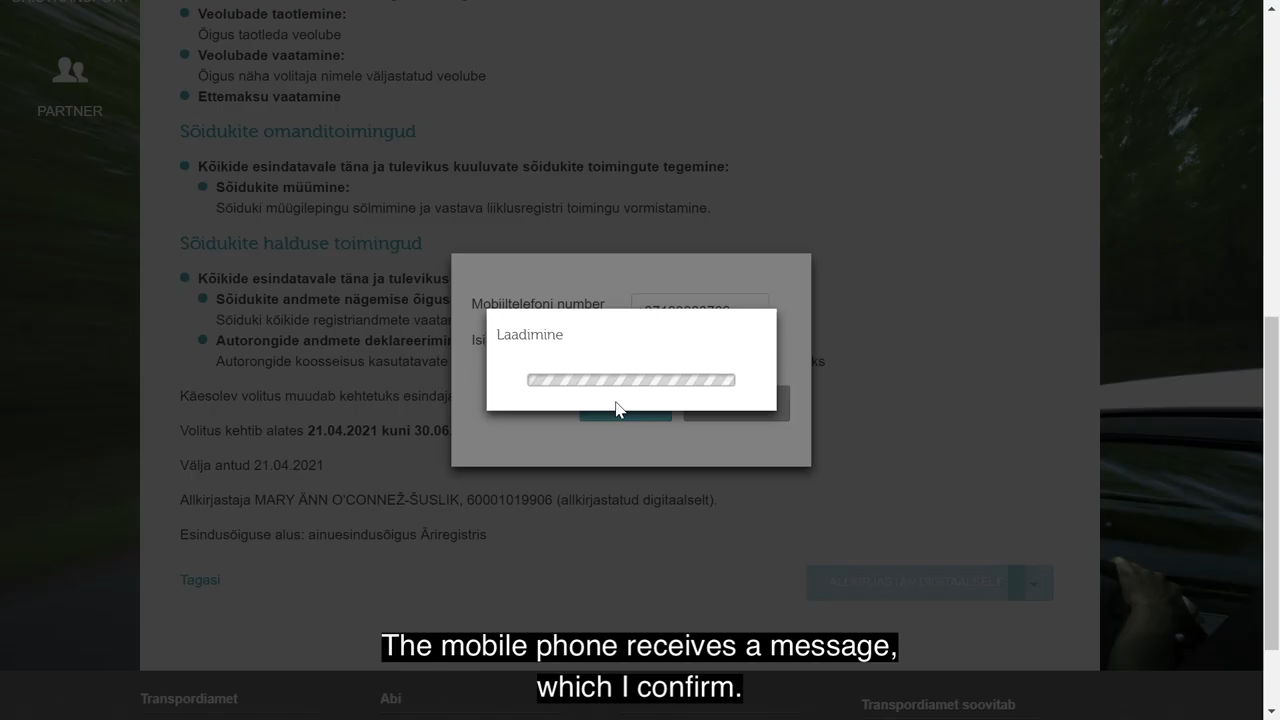 Veolubade taotlemine:
Õigus taotleda veolube
Veolubade vaatamine:
Õigus näha volitaja nimele väljastatud veolube
PARTNER
Ettemaksu vaatamine
Sõidukite omanditoimingud
Kõikide esindatavale täna ja tulevikus kuuluvate sõidukite toimingute tegemine:
Sõidukite müümine:
Sõiduki müügilepingu sõlmimine ja vastava liiklusregistri toimingu vormistamine.
Sõidukite halduse toimingud
Kõikide esindatavale täna ja tulevikus
Sõidukite andmete nägemise õigus
Mobiiltelefoni number
Sõiduki kõikide registriandmete
Laadimine
Autorongide andmete
Autorongide koosseisus kasutatavate
Käesolev volitus muudab kehtetuks
Volitus kehtib alates 21.04.2021 kuni 30.06.
Välja antud 21.04.2021
Allkirjastaja MARY ÄNN O'CONNEŽ-ŠUSLIK, 60001019906 (allkirjastatud digitaalselt).
Esindusõiguse alus: ainuesindusõigus Äriregistris
Tagasi
ALLKIRJASTAN DIGITAALSELT
The mobile phone receives a message,
which I confirm.
Transpordiamet
Abi
Transpordiamet soovitab